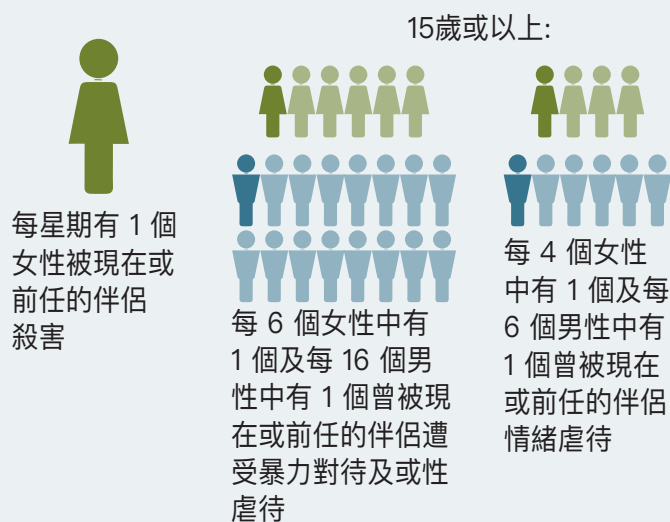 15歲或以上:
每星期有 1 個
女性被現在或
前任的伴侶
殺害
每 6 個女性中有
1 個及每 16 個男
性中有 1 個曾被現
在或前任的伴侶遭
受暴力對待及或性
虐待
每 4 個女性
中有 1 個及每
6 個男性中有
1 個曾被現在
或前任的伴侶
情緒虐待